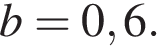 b = 0,6.